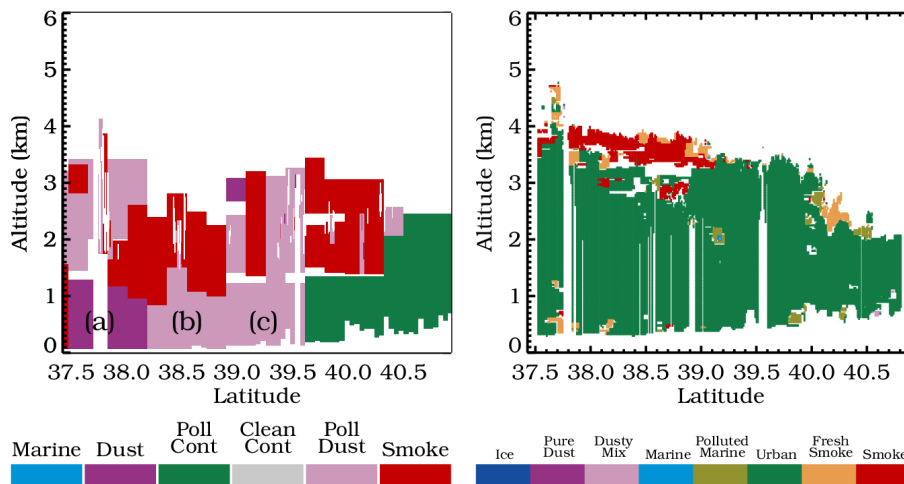 6
5
4
3
2
1
0
Altitude (km)
(a)
(b)
(c)
37.5 38.0 38.5 39.0 39.5 40.0 40.5
Latitude
Marine
Dust
Poll
Cont
Clean
Cont
Poll
Dust
Smoke
6
5
4
3
2
1
0
Altitude (km)
37.5 38.0 38.5 39.0 39.5 40.0 40.5
Latitude
Ice
Pure
Dust
Dusty
Mix
Marine
Polluted
Marine
Urban
Fresh
Smoke
Smoke